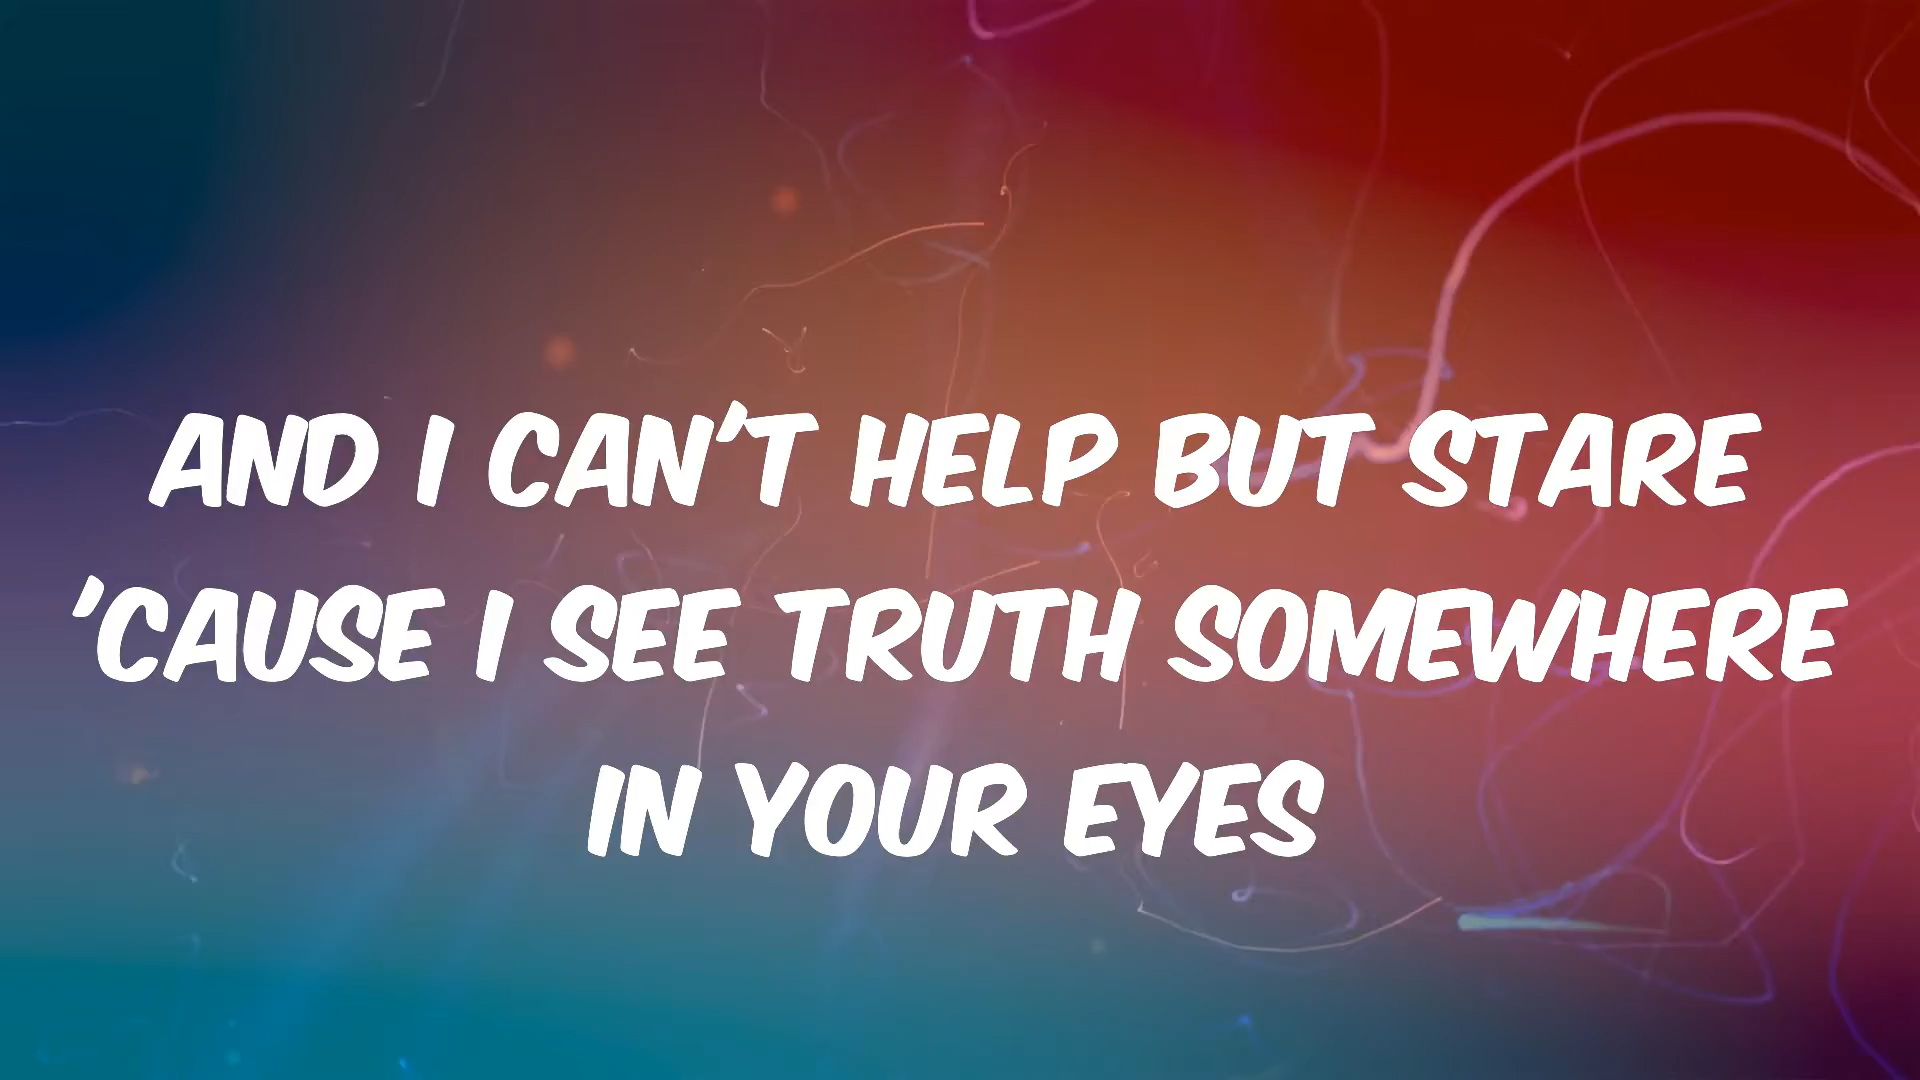 AND I CAN'T HELP BUT STARE
'CAUSE I SEE TRUTH SOMEWHERE
IN YOUR EYES